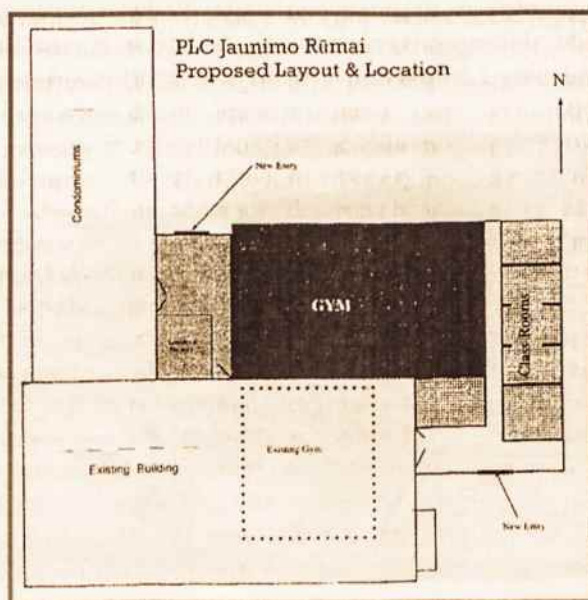 PLC Jaunimo Rūmai
Proposed Layout & Location
N
Condominiums
New Entry
GYM
Class Rooms
Existing Gym
Existing Building
New Entry